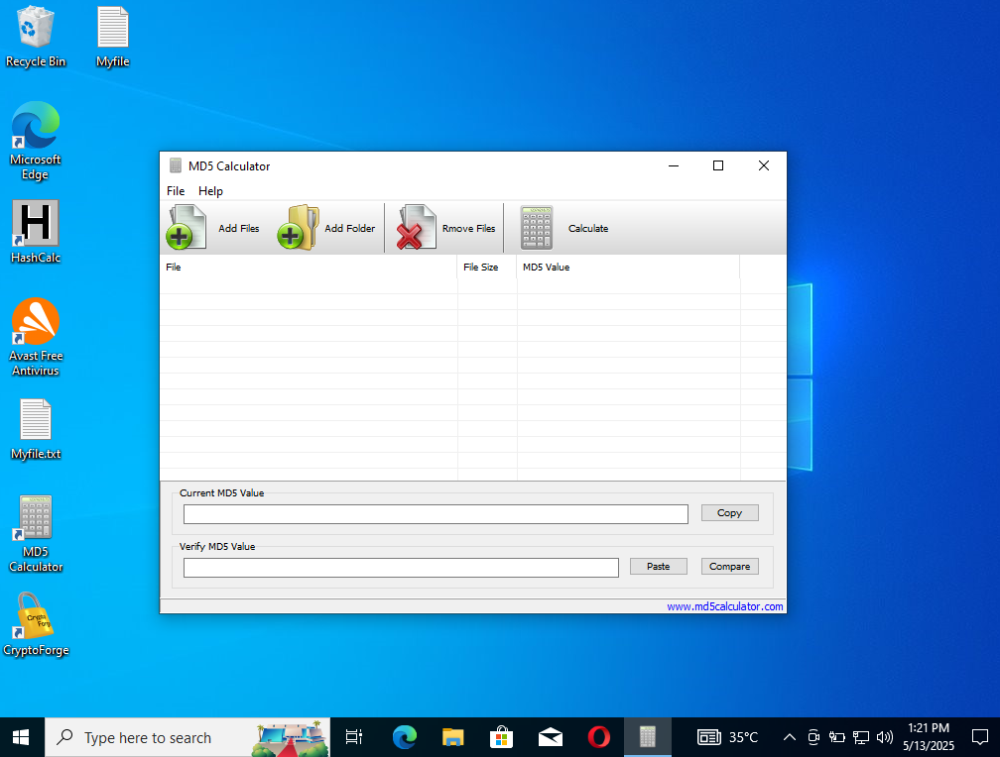 Recycle Bin
Myfile
Microsoft
Edge
H
HashCalc
Avast Free
Antivirus
Myfile.txt
MD5
Calculator
Crypto
Forge
CryptoForge
MD5 Calculator
File Help
Add Files Add Folder Rmove Files Calculate
File File Size MD5 Value
Current MD5 Value
Copy
Verify MD5 Value
Paste Compare
www.md5calculator.com
Type here to search
35°C
1:21 PM
5/13/2025